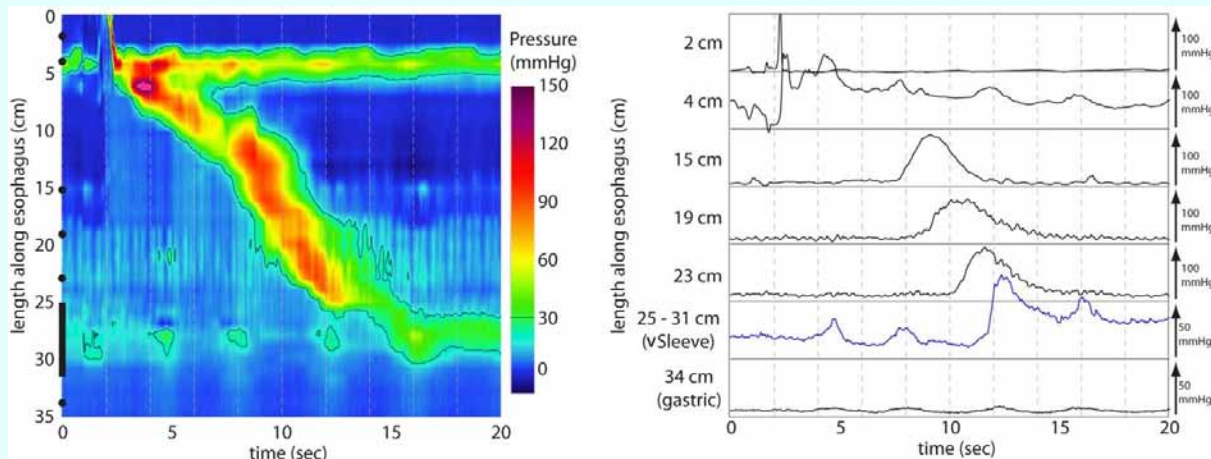 Pressure
(mmHg)
150
120
90
60
30
0
0
5
10
15
20
25
30
35
length along esophagus (cm)
0
5
10
15
20
time (sec)
2 cm
4 cm
15 cm
19 cm
23 cm
25 - 31 cm
(vSleeve)
34 cm
(gastric)
length along esophagus (cm)
100
mmHg
100
mmHg
100
mmHg
100
mmHg
100
mmHg
50
mmHg
50
mmHg
0
5
10
15
20
time (sec)